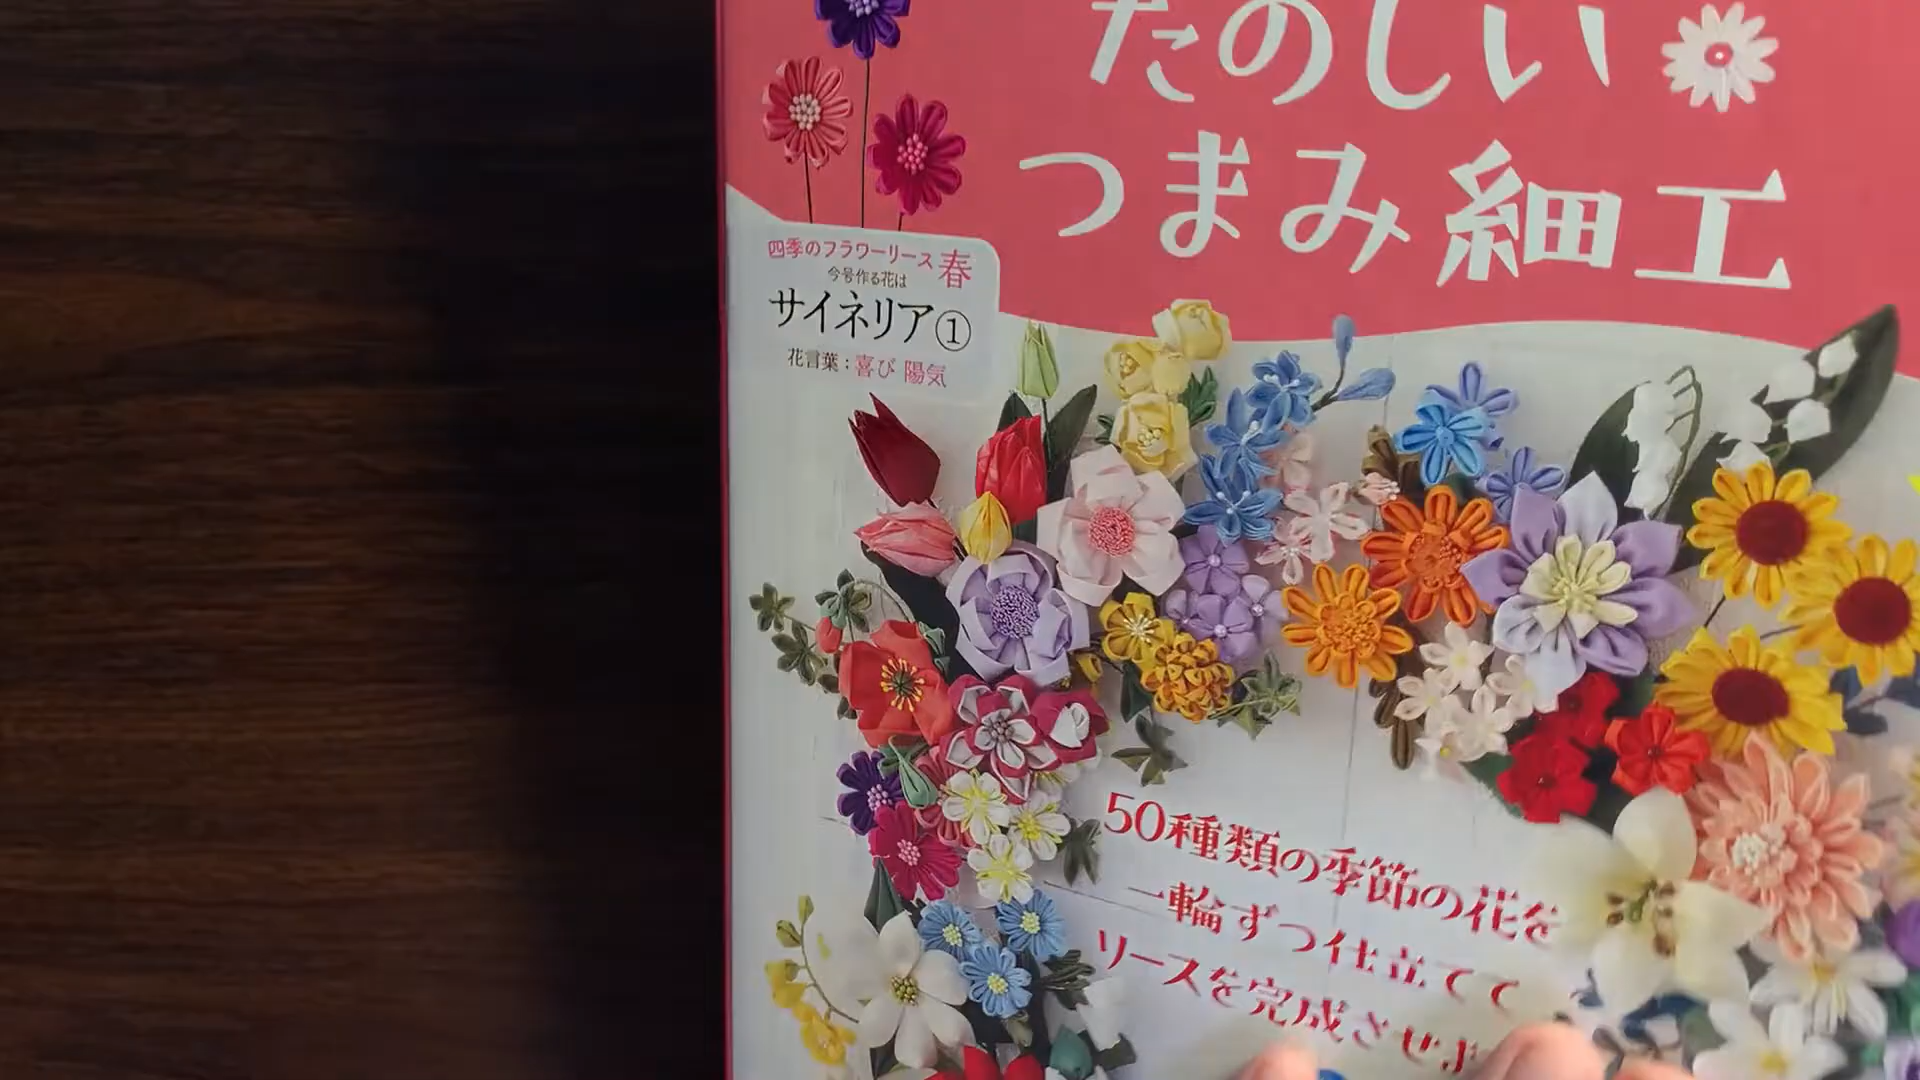 たのしい
つまみ細工
四季のフラワーリース 春
今号作る花は
サイネリア①
花言葉：喜び 陽気
50種類の季節の花を
一輪ずつ仕立てて
リースを完成させ